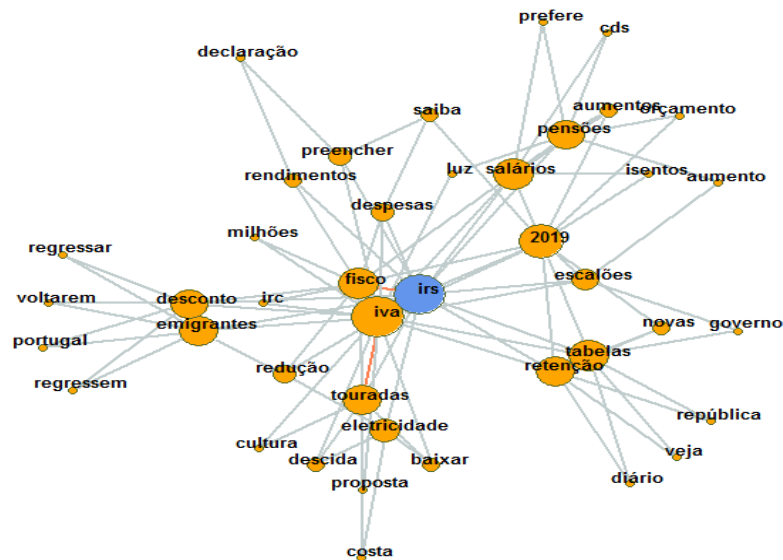 prefere
cds
declaração
aumentos
orçamento
saiba
pensões
preencher
luz
salários
isentos
rendimentos
aumento
despesas
milhões
2019
regressar
fisco
irs
escalões
voltarem
desconto
irc
iva
emigrantes
novas
governo
portugal
redução
retenção
tabelas
regressem
touradas
república
cultura
eletricidade
descida
baixar
veja
proposta
diário
costa